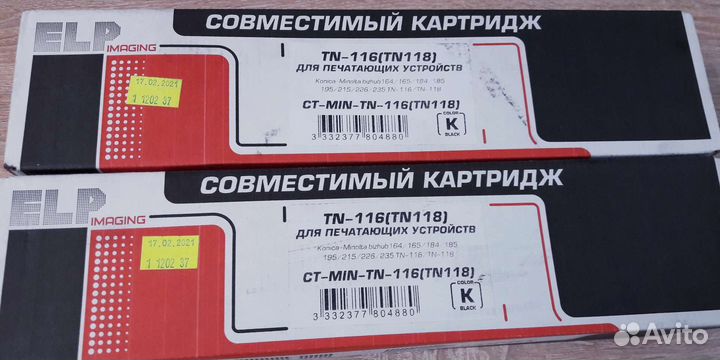 ELP
IMAGING
СОВМЕСТИМЫЙ КАРТРИДЖ
17.02.2021
1 1202 37
TN-116(TN118)
ДЛЯ ПЕЧАТАЮЩИХ УСТРОЙСТВ
Konica-Minolta bizhub 164/165/184/185
195/215/226/235 TN-116/TN-118
CT-MIN-TN-116(TN118)
3 332377 804880
COLOR
K
BLACK
ELP
IMAGING
СОВМЕСТИМЫЙ КАРТРИДЖ
17.02.2021
1 1202 37
TN-116(TN118)
ДЛЯ ПЕЧАТАЮЩИХ УСТРОЙСТВ
Konica-Minolta bizhub 164/165/184/185
195/215/226/235 TN-116/TN-118
CT-MIN-TN-116(TN118)
3 332377 804880
COLOR
K
BLACK
Avito